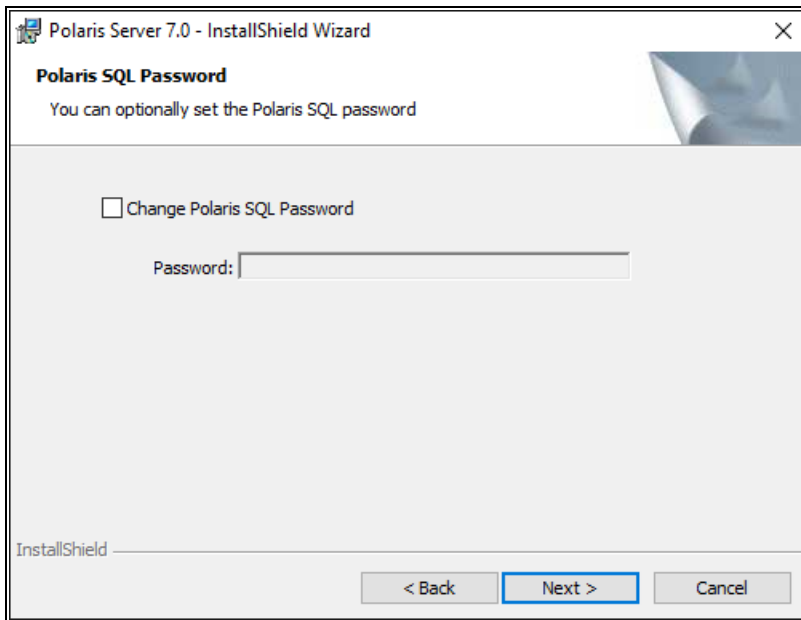 Polaris Server 7.0 - InstallShield Wizard
Polaris SQL Password
You can optionally set the Polaris SQL password
Change Polaris SQL Password
Password:
InstallShield
< Back
Next >
Cancel